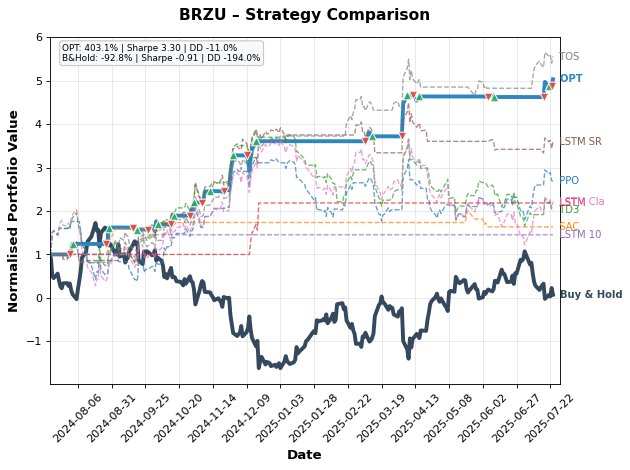 BRZU – Strategy Comparison
OPT: 403.1% | Sharpe 3.30 | DD -11.0%
B&Hold: -92.8% | Sharpe -0.91 | DD -194.0%
Normalised Portfolio Value
6
5
4
3
2
1
0
−1
TOS
OPT
LSTM SR
PPO
LSTM Cla
TD3
SAC
LSTM 10
Buy & Hold
2024-08-06
2024-08-31
2024-09-25
2024-10-20
2024-11-14
2024-12-09
2025-01-03
2025-01-28
2025-02-22
2025-03-19
2025-04-13
2025-05-08
2025-06-02
2025-06-27
2025-07-22
Date